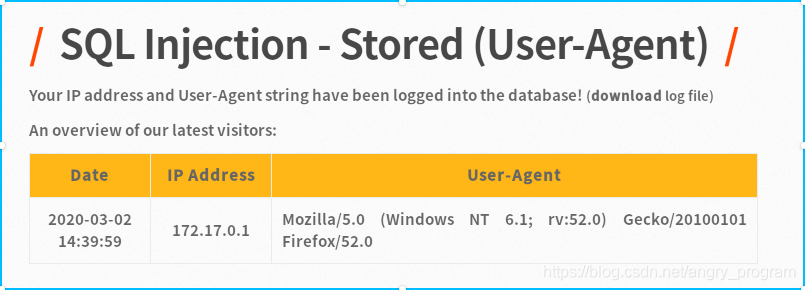 / SQL Injection - Stored (User-Agent) /
Your IP address and User-Agent string have been logged into the database! (download log file)
An overview of our latest visitors:
Date IP Address User-Agent
2020-03-02
14:39:59
172.17.0.1
Mozilla/5.0 (Windows NT 6.1; rv:52.0) Gecko/20100101
Firefox/52.0
https://blog.csdn.net/angry_program